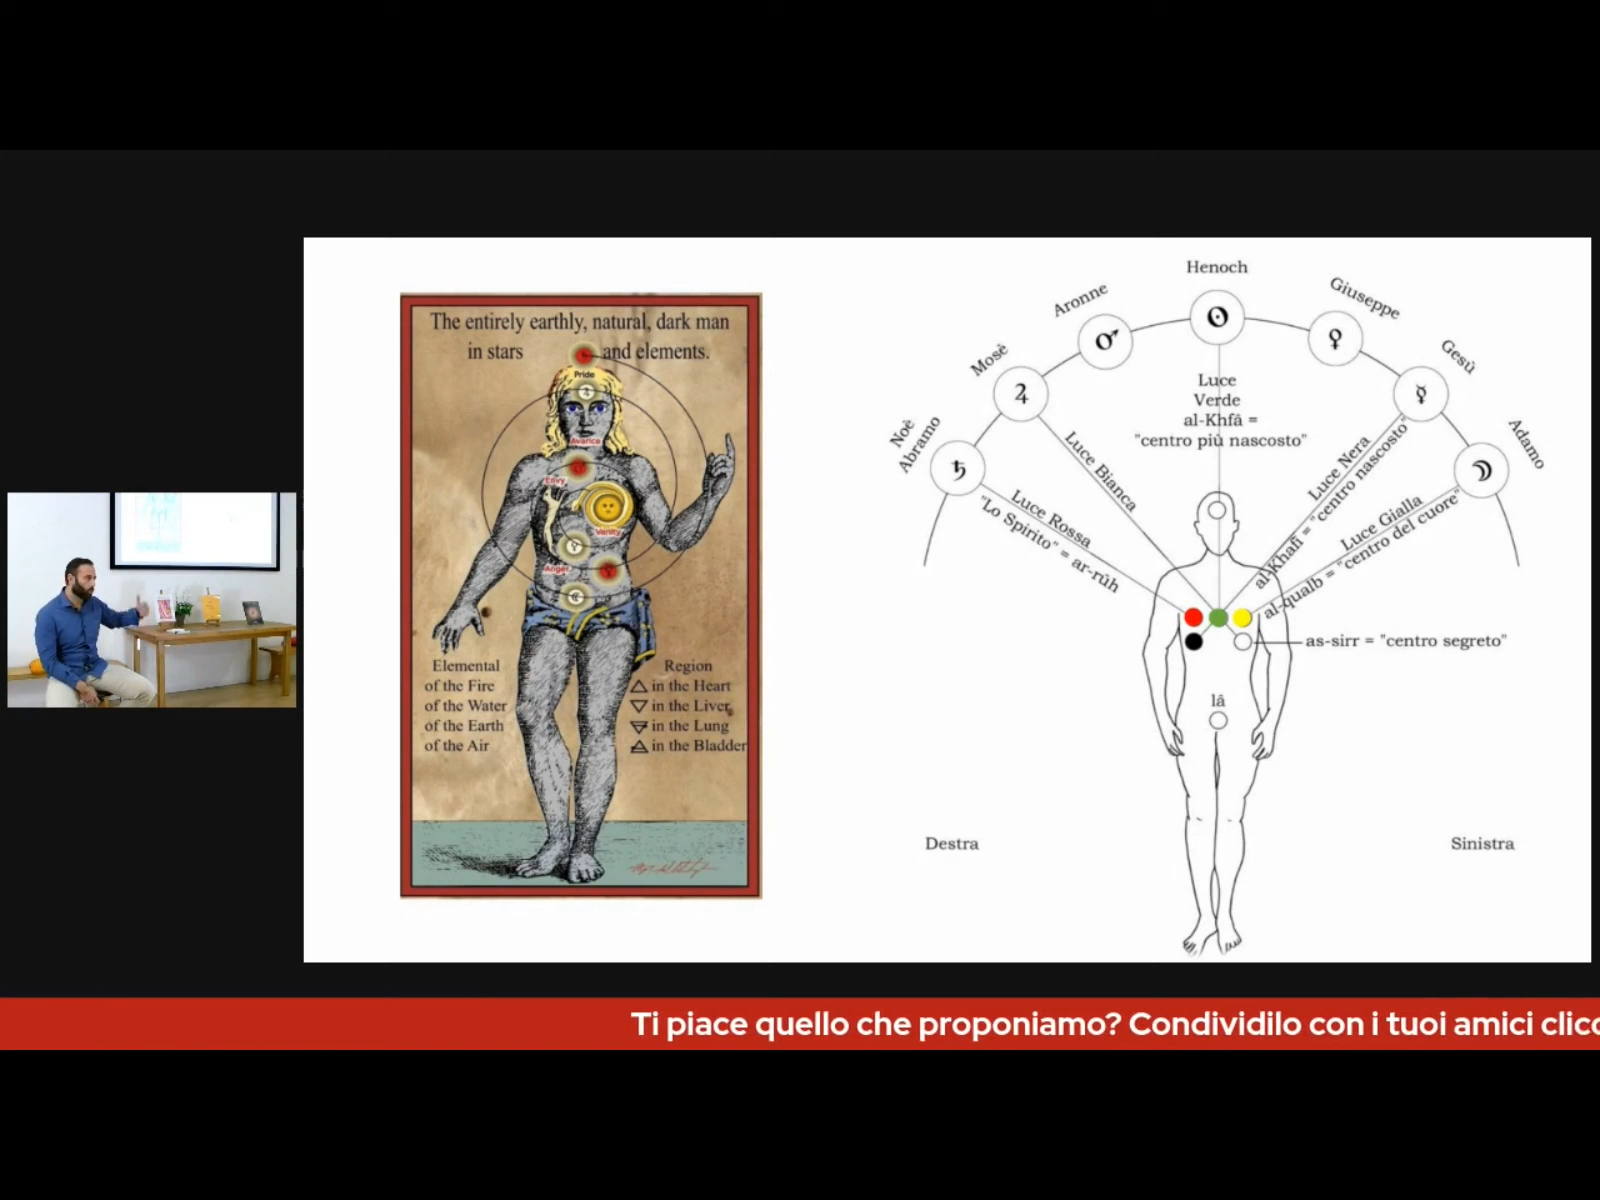 The entirely earthly, natural, dark man
in stars and elements.
Pride
Avarice
Envy
Vanity
Anger
Elemental
of the Fire
of the Water
of the Earth
of the Air
Region
in the Heart
in the Liver
in the Lung
in the Bladder
Henoch
Aronne
Giuseppe
Mosè
Gesù
Noè
Abramo
Adamo
Luce
Verde
al-Khfâ =
"centro più nascosto"
Luce Bianca
Luce Rossa
"Lo Spirito" = ar-rûh
Luce Nera
al-Khafi = "centro nascosto"
Luce Gialla
al-qualb = "centro del cuore"
as-sirr = "centro segreto"
lâ
Destra
Sinistra
Ti piace quello che proponiamo? Condividilo con i tuoi amici clicc